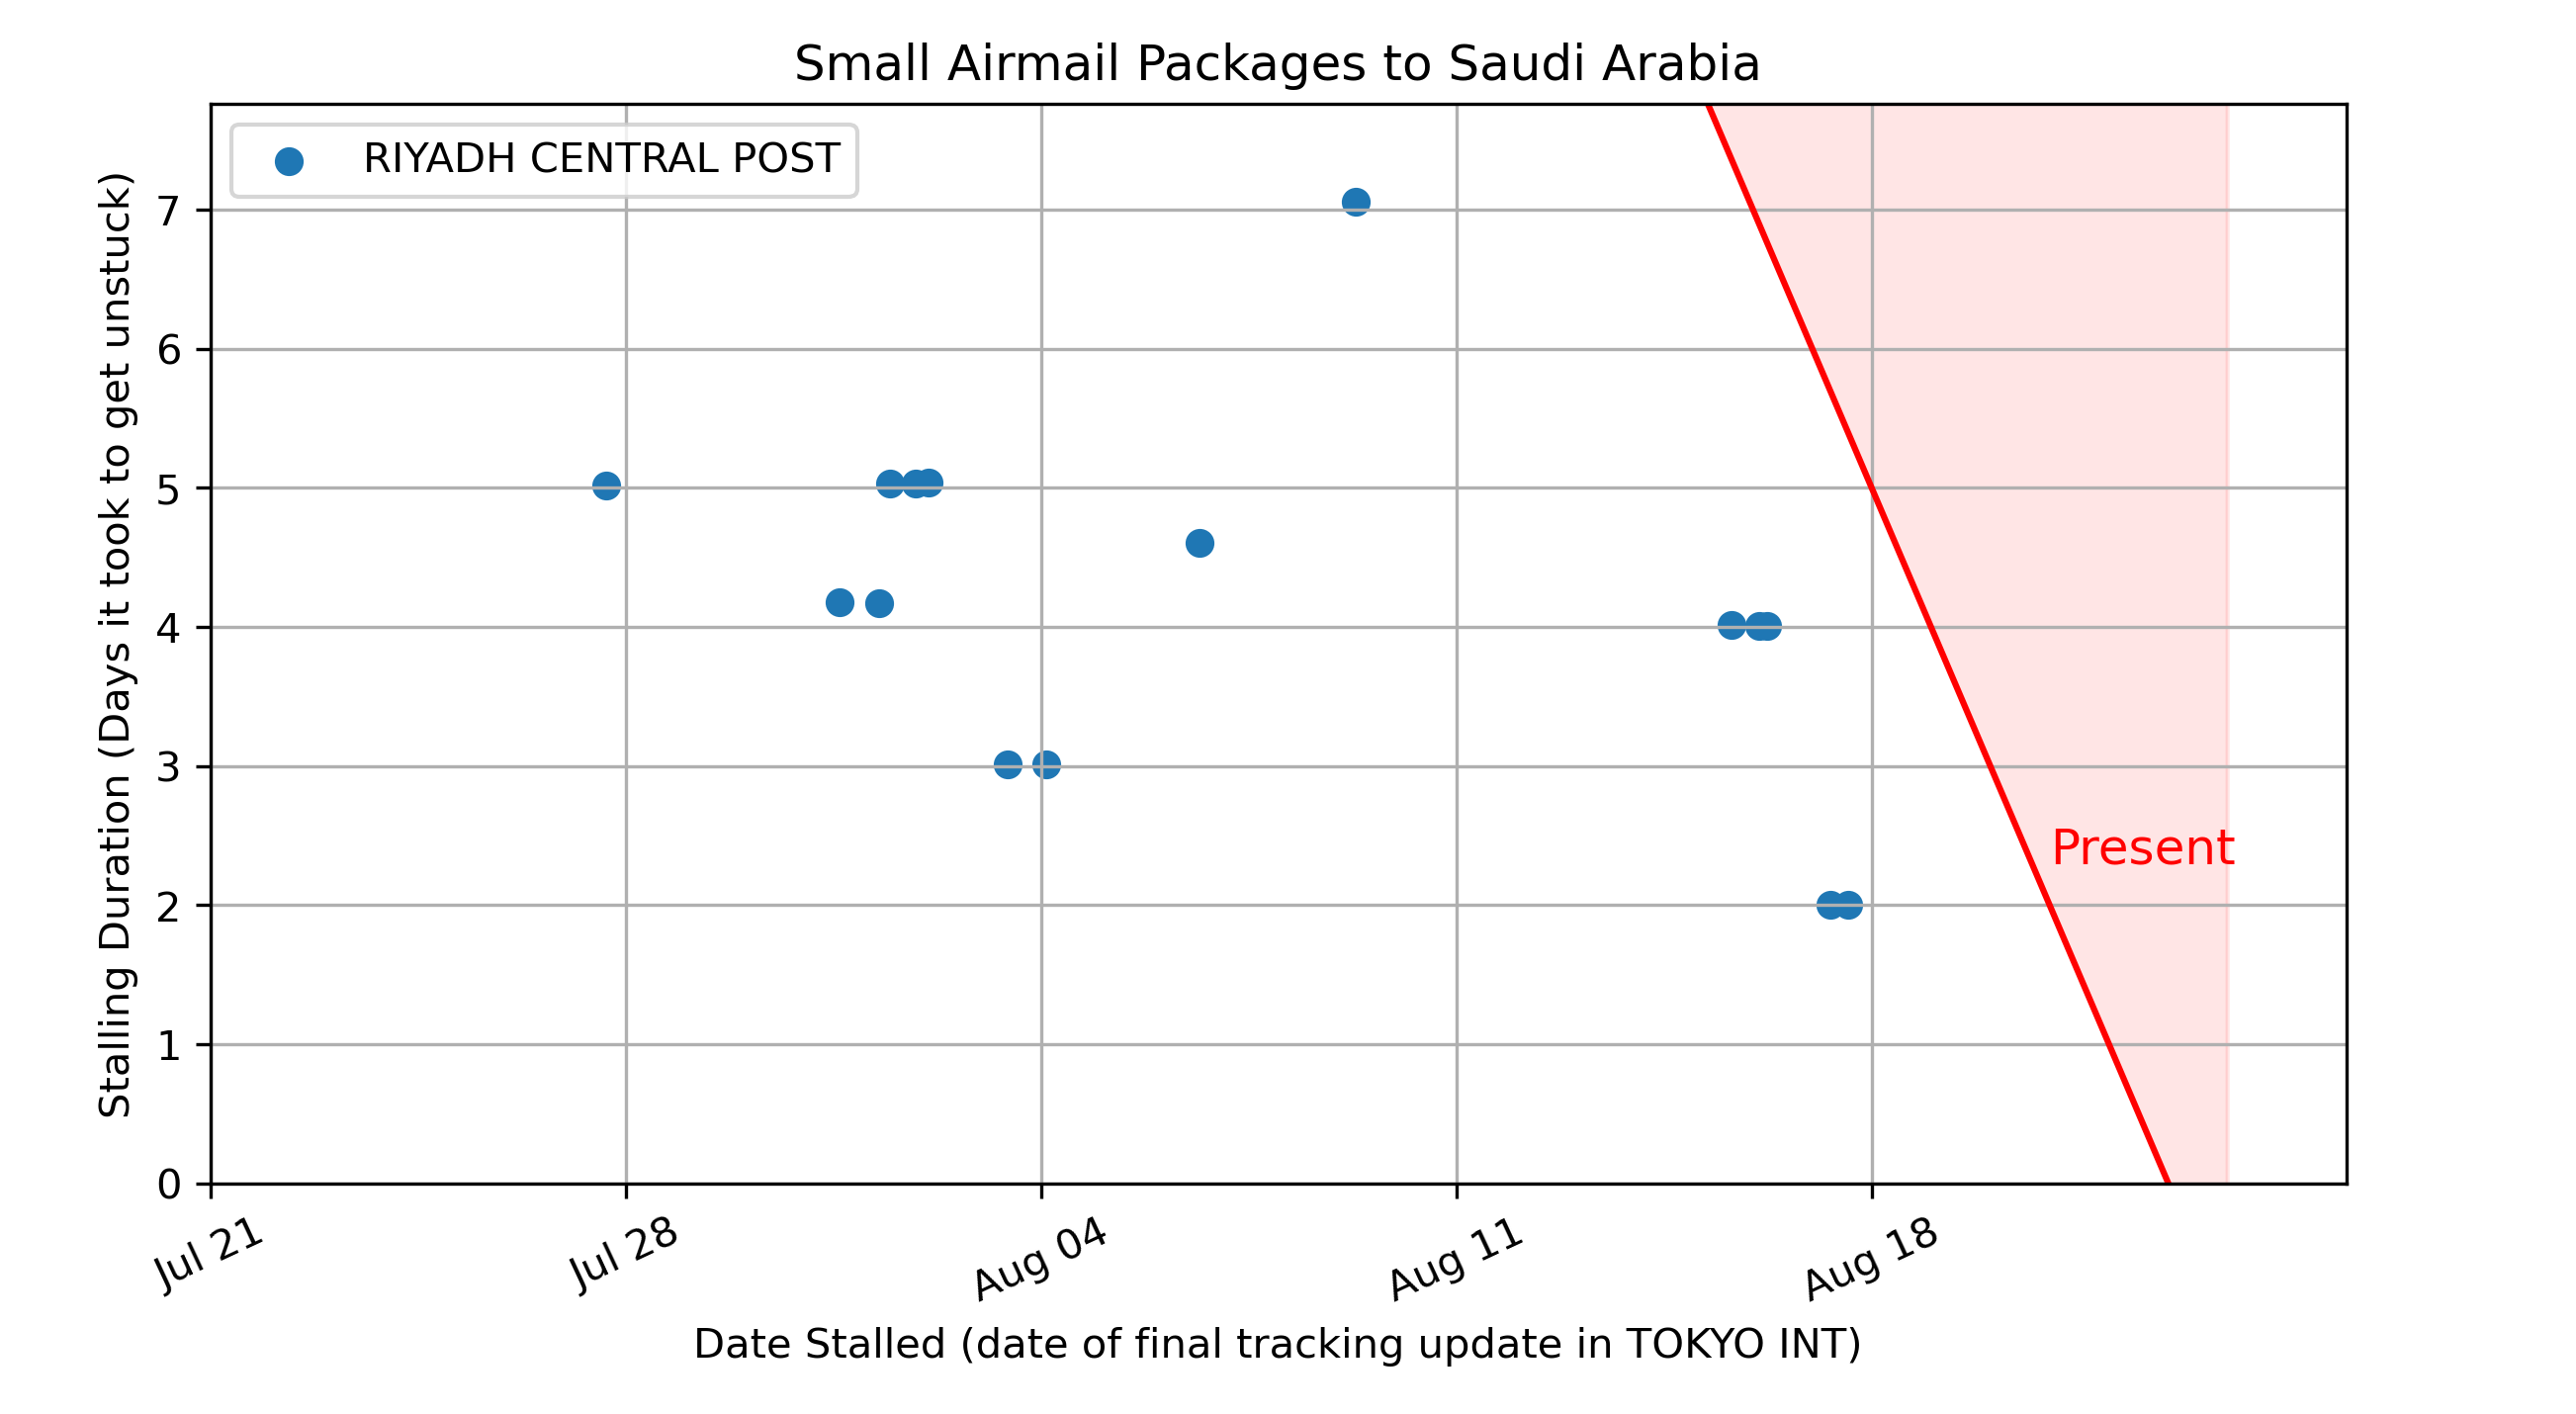 Small Airmail Packages to Saudi Arabia
RIYADH CENTRAL POST
Stalling Duration (Days it took to get unstuck)
7
6
5
4
3
2
1
0
Present
Jul 21
Jul 28
Aug 04
Aug 11
Aug 18
Date Stalled (date of final tracking update in TOKYO INT)